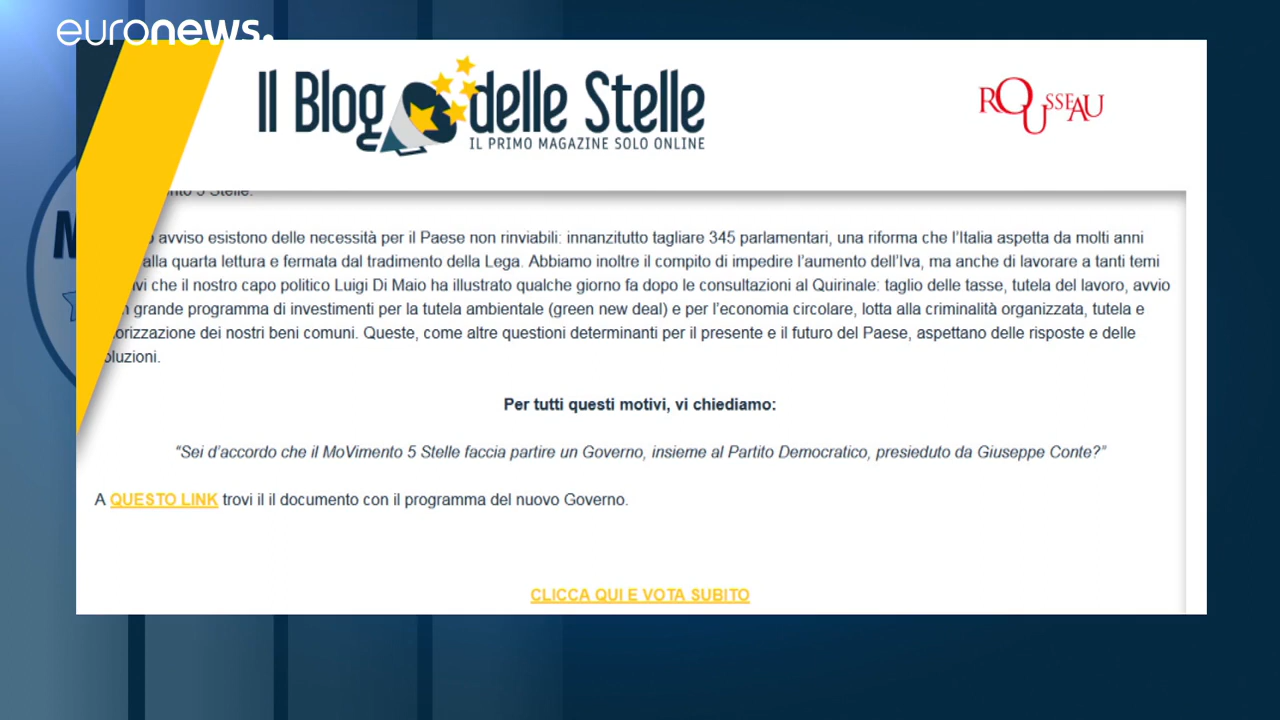 euronews.
Il Blog delle Stelle
IL PRIMO MAGAZINE SOLO ONLINE
ROUSSEAU
5 Stelle.
avviso esistono delle necessità per il Paese non rinviabili: innanzitutto tagliare 345 parlamentari, una riforma che l’Italia aspetta da molti anni
alla quarta lettura e fermata dal tradimento della Lega. Abbiamo inoltre il compito di impedire l’aumento dell’Iva, ma anche di lavorare a tanti temi
che il nostro capo politico Luigi Di Maio ha illustrato qualche giorno fa dopo le consultazioni al Quirinale: taglio delle tasse, tutela del lavoro, avvio
grande programma di investimenti per la tutela ambientale (green new deal) e per l’economia circolare, lotta alla criminalità organizzata, tutela e
orizzazione dei nostri beni comuni. Queste, come altre questioni determinanti per il presente e il futuro del Paese, aspettano delle risposte e delle
oluzioni.
Per tutti questi motivi, vi chiediamo:
“Sei d’accordo che il MoVimento 5 Stelle faccia partire un Governo, insieme al Partito Democratico, presieduto da Giuseppe Conte?”
A QUESTO LINK trovi il il documento con il programma del nuovo Governo.
CLICCA QUI E VOTA SUBITO